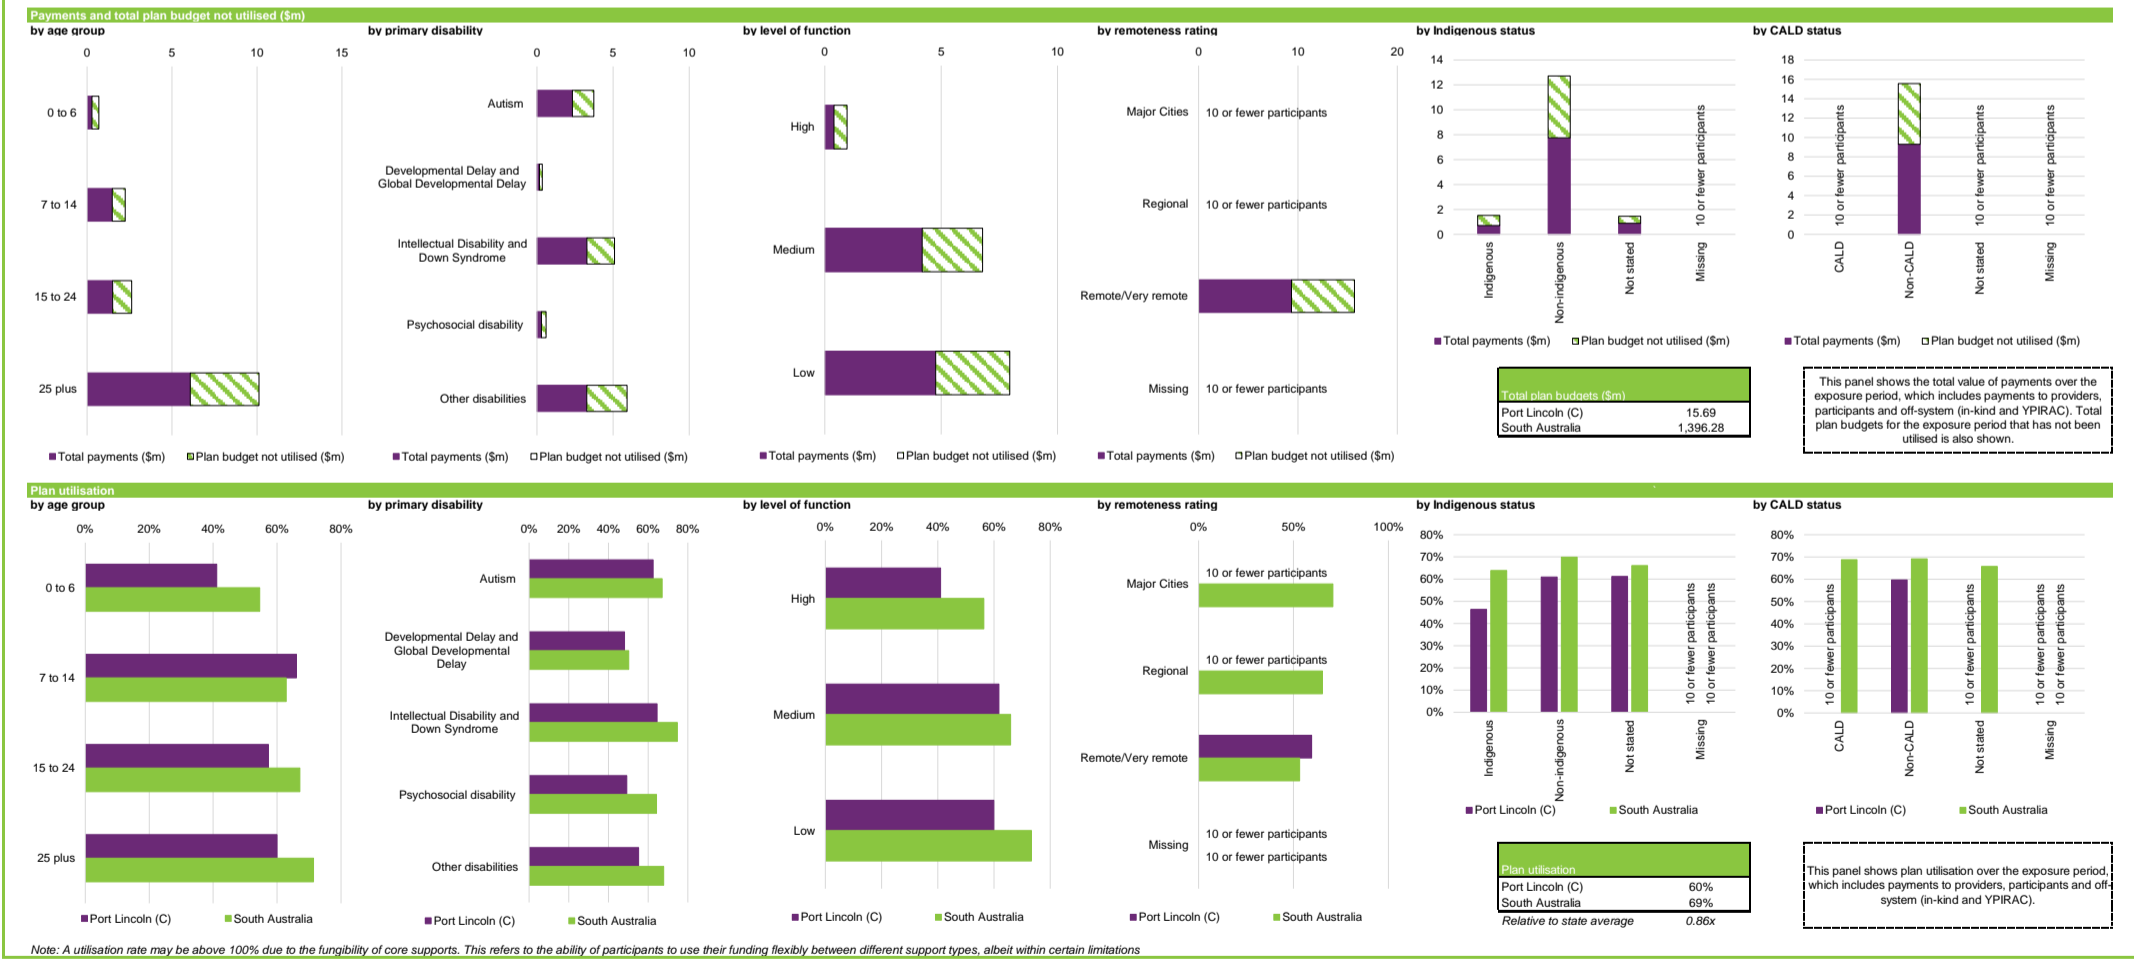 Payments and total plan budget not utilised ($m)
by age group
0 5 10 15
0 to 6
7 to 14
15 to 24
25 plus
Total payments ($m) Plan budget not utilised ($m)
by primary disability
0 5 10
Autism
Developmental Delay and
Global Developmental Delay
Intellectual Disability and
Down Syndrome
Psychosocial disability
Other disabilities
Total payments ($m) Plan budget not utilised ($m)
by level of function
0 5 10
High
Medium
Low
Total payments ($m) Plan budget not utilised ($m)
by remoteness rating
0 10 20
Major Cities 10 or fewer participants
Regional 10 or fewer participants
Remote/Very remote
Missing 10 or fewer participants
Total payments ($m) Plan budget not utilised ($m)
by Indigenous status
14
12
10
8
6
4
2
0
10 or fewer participants
Indigenous
Non-indigenous
Not stated
Missing
Total payments ($m) Plan budget not utilised ($m)
Total plan budgets ($m)
Port Lincoln (C) 15.69
South Australia 1,396.28
by CALD status
18
16
14
12
10
8
6
4
2
0
10 or fewer participants
10 or fewer participants
10 or fewer participants
CALD
Non-CALD
Not stated
Missing
Total payments ($m) Plan budget not utilised ($m)
This panel shows the total value of payments over the
exposure period, which includes payments to providers,
participants and off-system (in-kind and YPIRAC). Total
plan budgets for the exposure period that has not been
utilised is also shown.
Plan utilisation
by age group
0% 20% 40% 60% 80%
0 to 6
7 to 14
15 to 24
25 plus
Port Lincoln (C) South Australia
by primary disability
0% 20% 40% 60% 80%
Autism
Developmental Delay and
Global Developmental
Delay
Intellectual Disability and
Down Syndrome
Psychosocial disability
Other disabilities
Port Lincoln (C) South Australia
by level of function
0% 20% 40% 60% 80%
High
Medium
Low
Port Lincoln (C) South Australia
by remoteness rating
0% 50% 100%
10 or fewer participants
Major Cities
10 or fewer participants
Regional
Remote/Very remote
10 or fewer participants
Missing
10 or fewer participants
Port Lincoln (C) South Australia
by Indigenous status
80%
70%
60%
50%
40%
30%
20%
10%
0%
10 or fewer participants
10 or fewer participants
Indigenous
Non-indigenous
Not stated
Missing
Port Lincoln (C) South Australia
Plan utilisation
Port Lincoln (C) 60%
South Australia 69%
Relative to state average 0.86x
by CALD status
80%
70%
60%
50%
40%
30%
20%
10%
0%
10 or fewer participants
10 or fewer participants
10 or fewer participants
10 or fewer participants
CALD
Non-CALD
Not stated
Missing
Port Lincoln (C) South Australia
This panel shows plan utilisation over the exposure period,
which includes payments to providers, participants and off-
system (in-kind and YPIRAC).
Note: A utilisation rate may be above 100% due to the fungibility of core supports. This refers to the ability of participants to use their funding flexibly between different support types, albeit within certain limitations